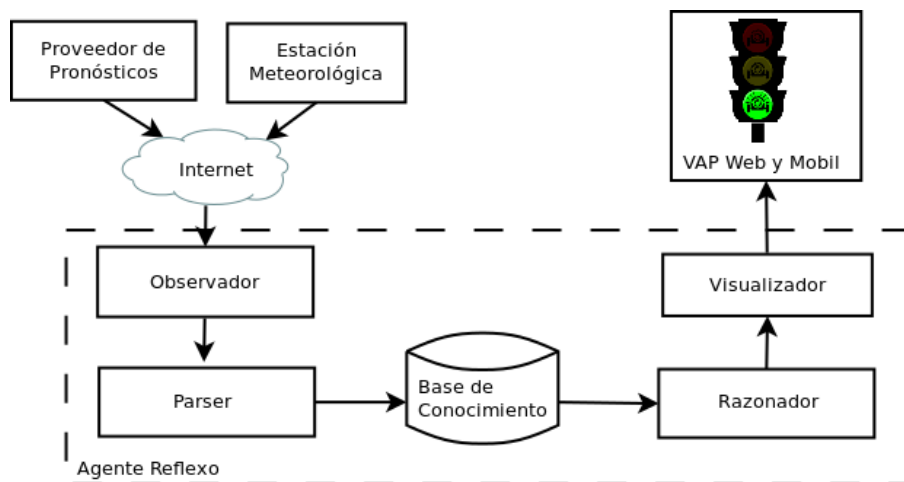 Proveedor de
Pronósticos
Estación
Meteorológica
Internet
VAP Web y Mobil
Observador
Visualizador
Parser
Base de
Conocimiento
Razonador
Agente Reflexo